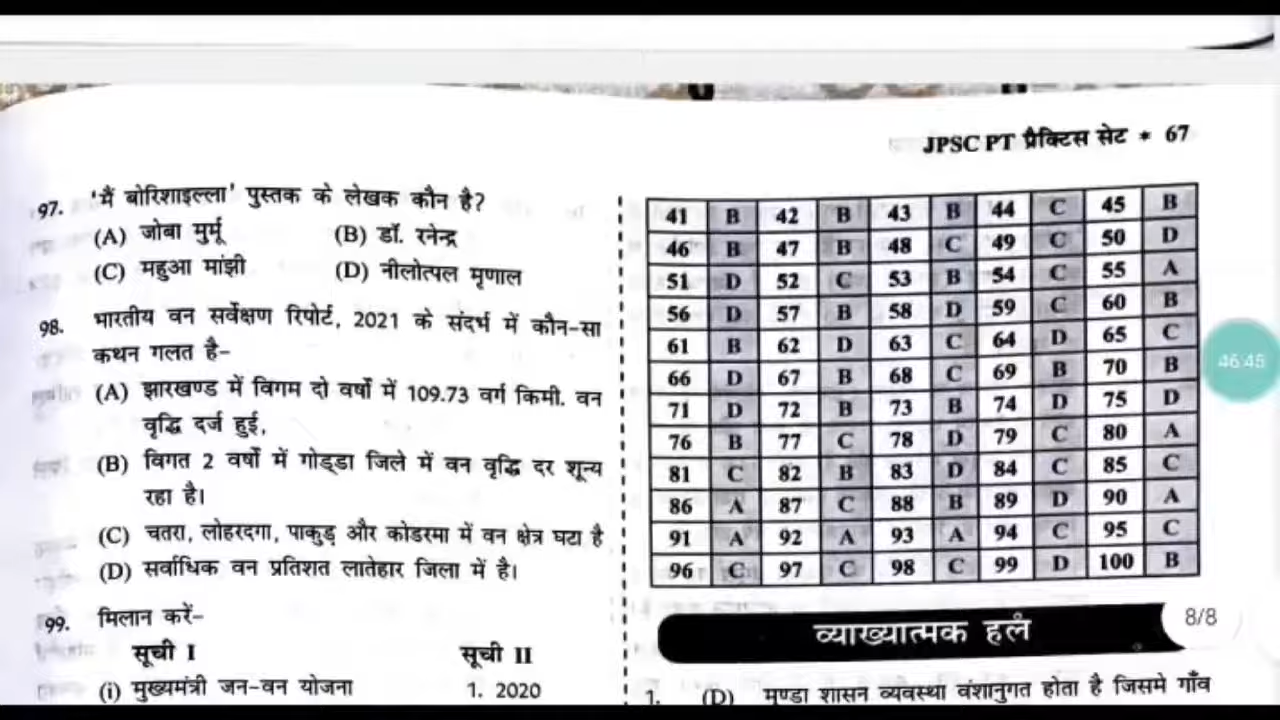 JPSC PT प्रैक्टिस सेट * 67
97. 'मैं बोरिशाइल्ला' पुस्तक के लेखक कौन है?
(A) जोबा मुर्मू (B) डॉ. रनेन्द्र
(C) महुआ मांझी (D) नीलोत्पल मृणाल
98. भारतीय वन सर्वेक्षण रिपोर्ट, 2021 के संदर्भ में कौन-सा
कथन गलत है-
(A) झारखण्ड में विगम दो वर्षों में 109.73 वर्ग किमी. वन
वृद्धि दर्ज हुई,
(B) विगत 2 वर्षों में गोड्डा जिले में वन वृद्धि दर शून्य
रहा है।
(C) चतरा, लोहरदगा, पाकुड़ और कोडरमा में वन क्षेत्र घटा है
(D) सर्वाधिक वन प्रतिशत लातेहार जिला में है।
99. मिलान करें-
सूची I सूची II
(i) मुख्यमंत्री जन-वन योजना 1. 2020
41 B 42 B 43 B 44 C 45 B
46 B 47 B 48 C 49 C 50 D
51 D 52 C 53 B 54 C 55 A
56 D 57 B 58 D 59 C 60 B
61 B 62 D 63 C 64 D 65 C
66 D 67 B 68 C 69 B 70 B
71 D 72 B 73 B 74 D 75 D
76 B 77 C 78 D 79 C 80 A
81 C 82 B 83 D 84 C 85 C
86 A 87 C 88 B 89 D 90 A
91 A 92 A 93 A 94 C 95 C
96 C 97 C 98 C 99 D 100 B
46:45
व्याख्यात्मक हल
8/8
1. (D) मुण्डा शासन व्यवस्था वंशानुगत होता है जिसमे गाँव